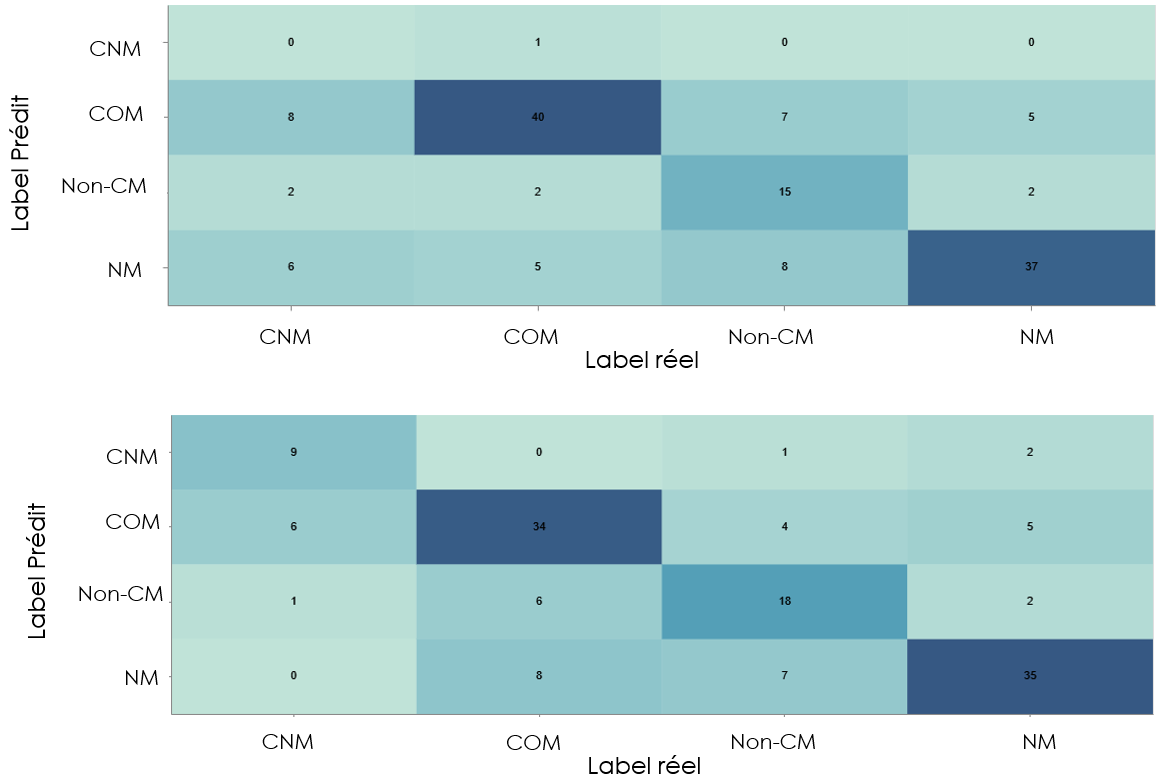 CNM 0 1 0 0
COM 8 40 7 5
Non-CM 2 2 15 2
NM 6 5 8 37
Label Prédit
CNM COM Non-CM NM
Label réel
CNM 9 0 1 2
COM 6 34 4 5
Non-CM 1 6 18 2
NM 0 8 7 35
Label Prédit
CNM COM Non-CM NM
Label réel